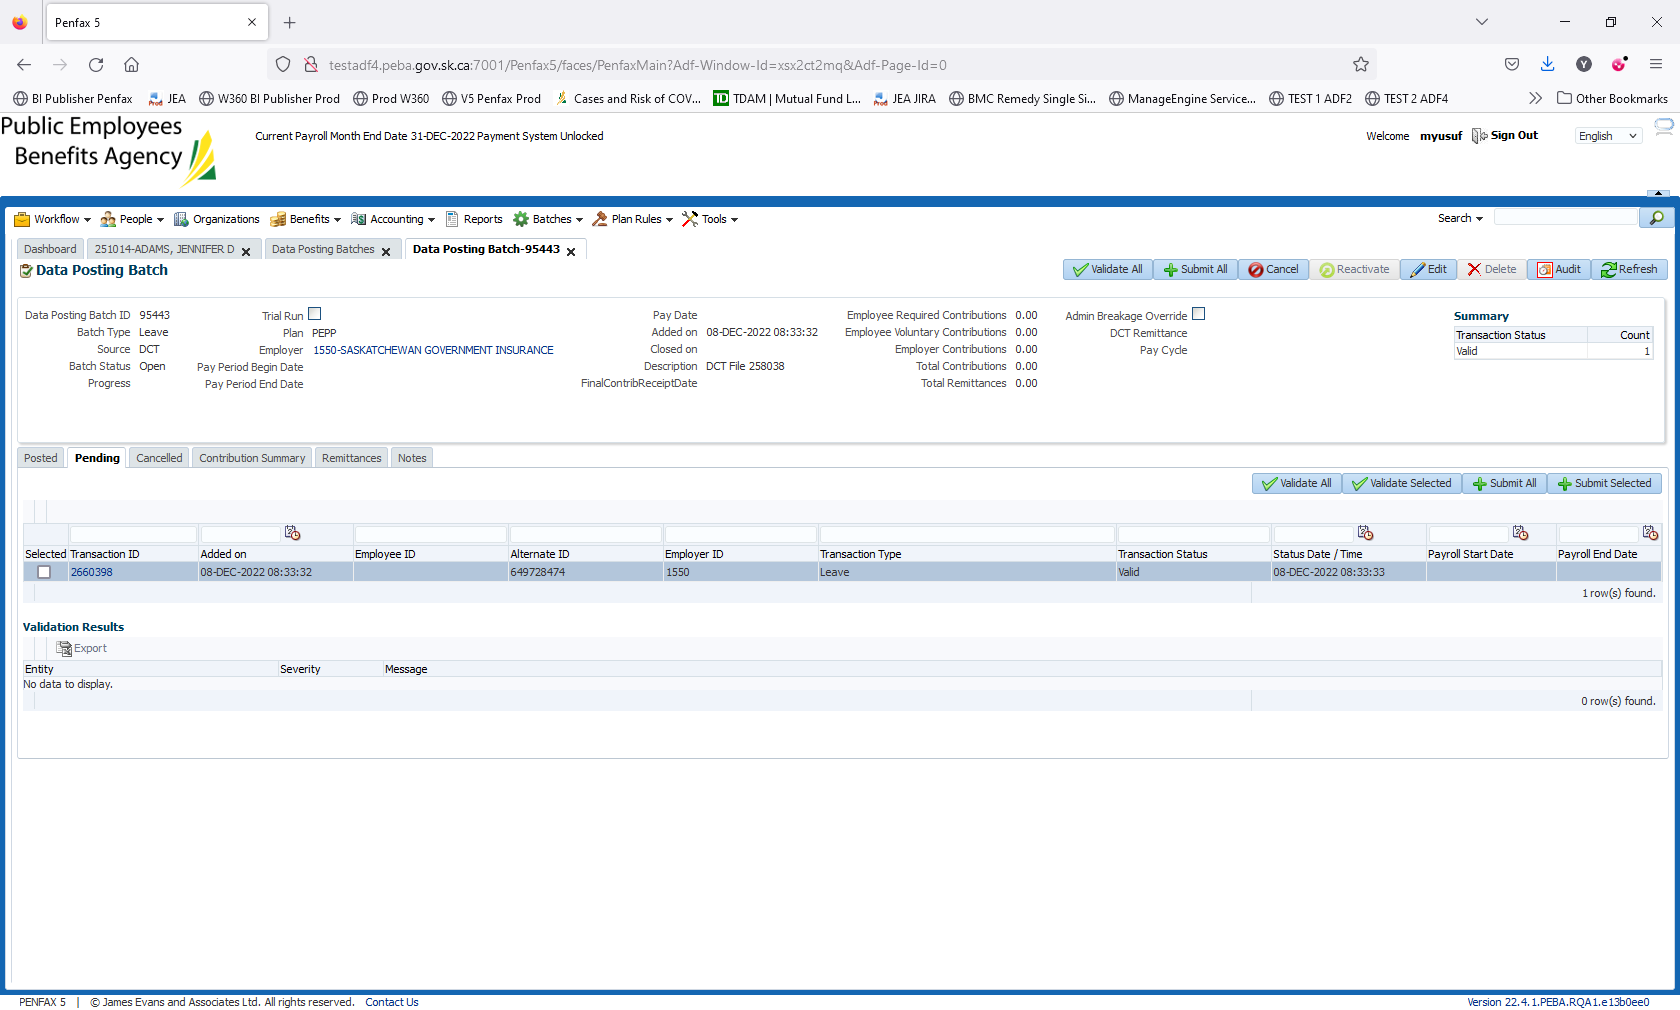 Penfax 5
testadf4.peba.gov.sk.ca:7001/Penfax5/faces/PenfaxMain?Adf-Window-Id=xsx2ct2mq&Adf-Page-Id=0
BI Publisher Penfax JEA W360 BI Publisher Prod Prod W360 V5 Penfax Prod Cases and Risk of COV... TDAM | Mutual Fund L... JEA JIRA BMC Remedy Single Si... ManageEngine Service... TEST 1 ADF2 TEST 2 ADF4 Other Bookmarks
Public Employees
Benefits Agency
Current Payroll Month End Date 31-DEC-2022 Payment System Unlocked
Welcome myusuf Sign Out English
Workflow People Organizations Benefits Accounting Reports Batches Plan Rules Tools Search
Dashboard 251014-ADAMS, JENNIFER D Data Posting Batches Data Posting Batch-95443
Data Posting Batch
Validate All Submit All Cancel Reactivate Edit Delete Audit Refresh
Data Posting Batch ID 95443
Batch Type Leave
Source DCT
Batch Status Open
Progress
Trial Run
Plan PEPP
Employer 1550-SASKATCHEWAN GOVERNMENT INSURANCE
Pay Period Begin Date
Pay Period End Date
Pay Date
Added on 08-DEC-2022 08:33:32
Closed on
Description DCT File 258038
FinalContribReceiptDate
Employee Required Contributions 0.00
Employee Voluntary Contributions 0.00
Employer Contributions 0.00
Total Contributions 0.00
Total Remittances 0.00
Admin Breakage Override
DCT Remittance
Pay Cycle
Summary
Transaction Status Count
Valid 1
Posted Pending Cancelled Contribution Summary Remittances Notes
Validate All Validate Selected Submit All Submit Selected
Selected Transaction ID Added on Employee ID Alternate ID Employer ID Transaction Type Transaction Status Status Date / Time Payroll Start Date Payroll End Date
2660398 08-DEC-2022 08:33:32 649728474 1550 Leave Valid 08-DEC-2022 08:33:33
1 row(s) found.
Validation Results
Export
Entity Severity Message
No data to display.
0 row(s) found.
PENFAX 5 | © James Evans and Associates Ltd. All rights reserved. Contact Us
Version 22.4.1.PEBA.RQA1.e13b0ee0